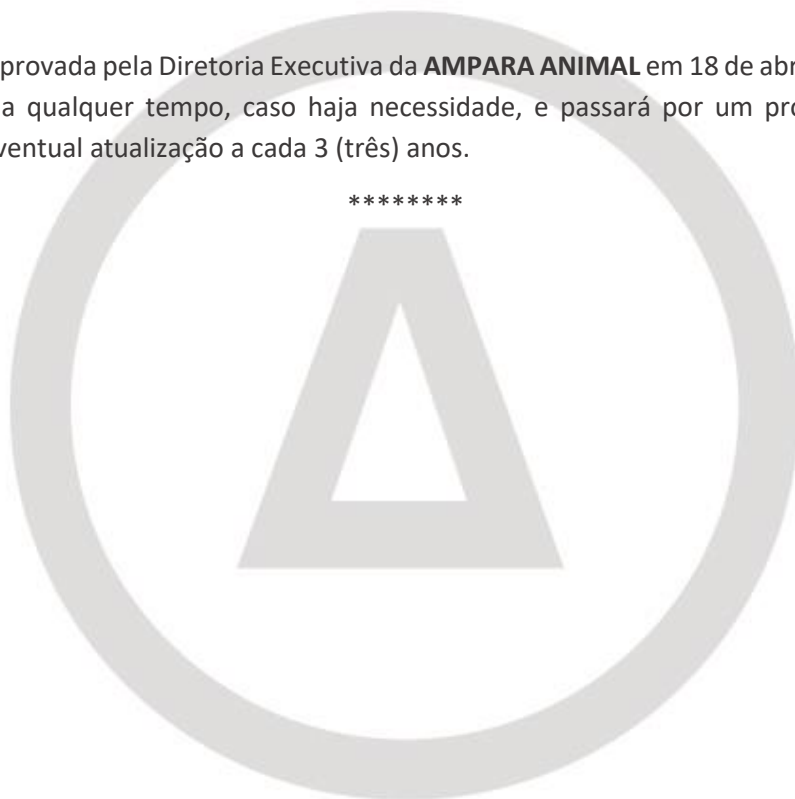 provada pela Diretoria Executiva da AMPARA ANIMAL em 18 de abr
a qualquer tempo, caso haja necessidade, e passará por um pro
ventual atualização a cada 3 (três) anos.
********